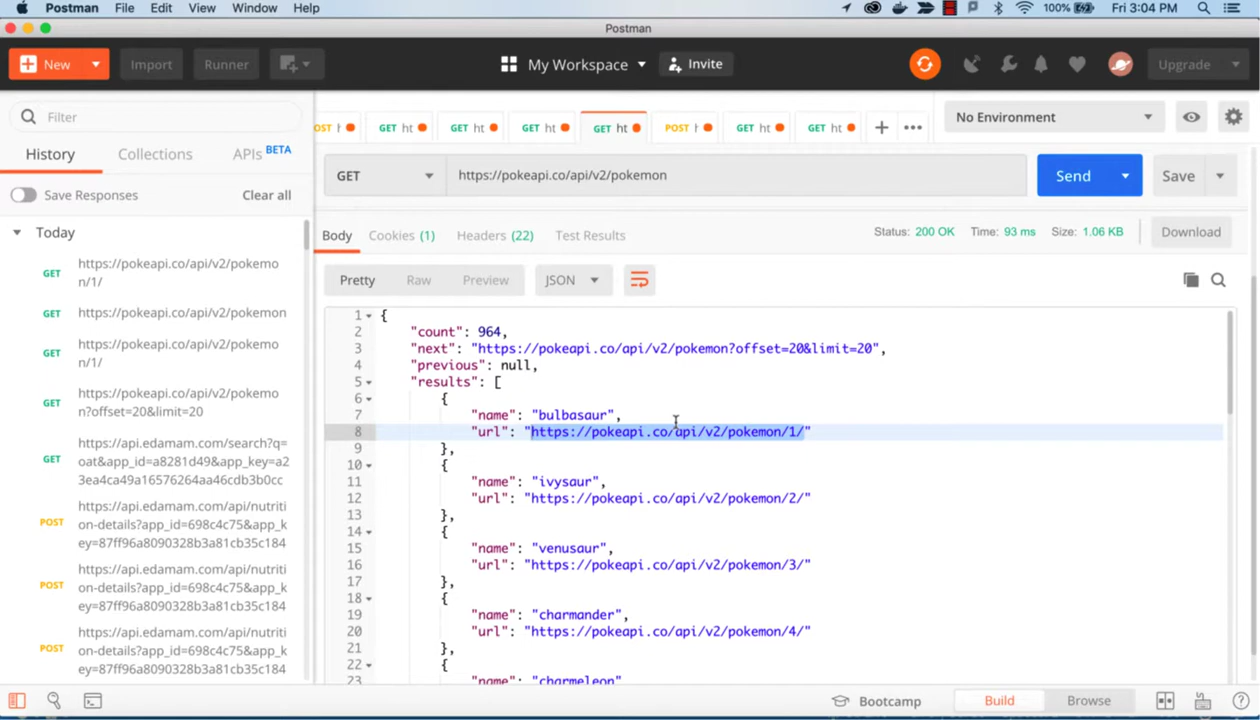 Postman File Edit View Window Help 100% Fri 3:04 PM
Postman
New Import Runner My Workspace Invite Upgrade
Filter
OST h GET ht GET ht GET ht GET ht POST h GET ht GET ht No Environment
History Collections APIs BETA
GET https://pokeapi.co/api/v2/pokemon Send Save
Save Responses Clear all
Body Cookies (1) Headers (22) Test Results Status: 200 OK Time: 93 ms Size: 1.06 KB Download
Today
GET https://pokeapi.co/api/v2/pokemo
n/1/
GET https://pokeapi.co/api/v2/pokemon
GET https://pokeapi.co/api/v2/pokemo
n/1/
GET https://pokeapi.co/api/v2/pokemo
n?offset=20&limit=20
GET https://api.edamam.com/search?q=
oat&app_id=a8281d49&app_key=a2
3ea4ca49a16576264aa46cdb3b0cc
POST https://api.edamam.com/api/nutri
tion-details?app_id=698c4c75&app_k
ey=87ff96a8090328b3a81cb35c184
POST https://api.edamam.com/api/nutri
tion-details?app_id=698c4c75&app_k
ey=87ff96a8090328b3a81cb35c184
POST https://api.edamam.com/api/nutri
tion-details?app_id=698c4c75&app_k
ey=87ff96a8090328b3a81cb35c184
Pretty Raw Preview JSON
1 {
2 "count": 964,
3 "next": "https://pokeapi.co/api/v2/pokemon?offset=20&limit=20",
4 "previous": null,
5 "results": [
6 {
7 "name": "bulbasaur",
8 "url": "https://pokeapi.co/api/v2/pokemon/1/"
9 },
10 {
11 "name": "ivysaur",
12 "url": "https://pokeapi.co/api/v2/pokemon/2/"
13 },
14 {
15 "name": "venusaur",
16 "url": "https://pokeapi.co/api/v2/pokemon/3/"
17 },
18 {
19 "name": "charmander",
20 "url": "https://pokeapi.co/api/v2/pokemon/4/"
21 },
22 {
23 "name": "charmeleon"
Bootcamp Build Browse